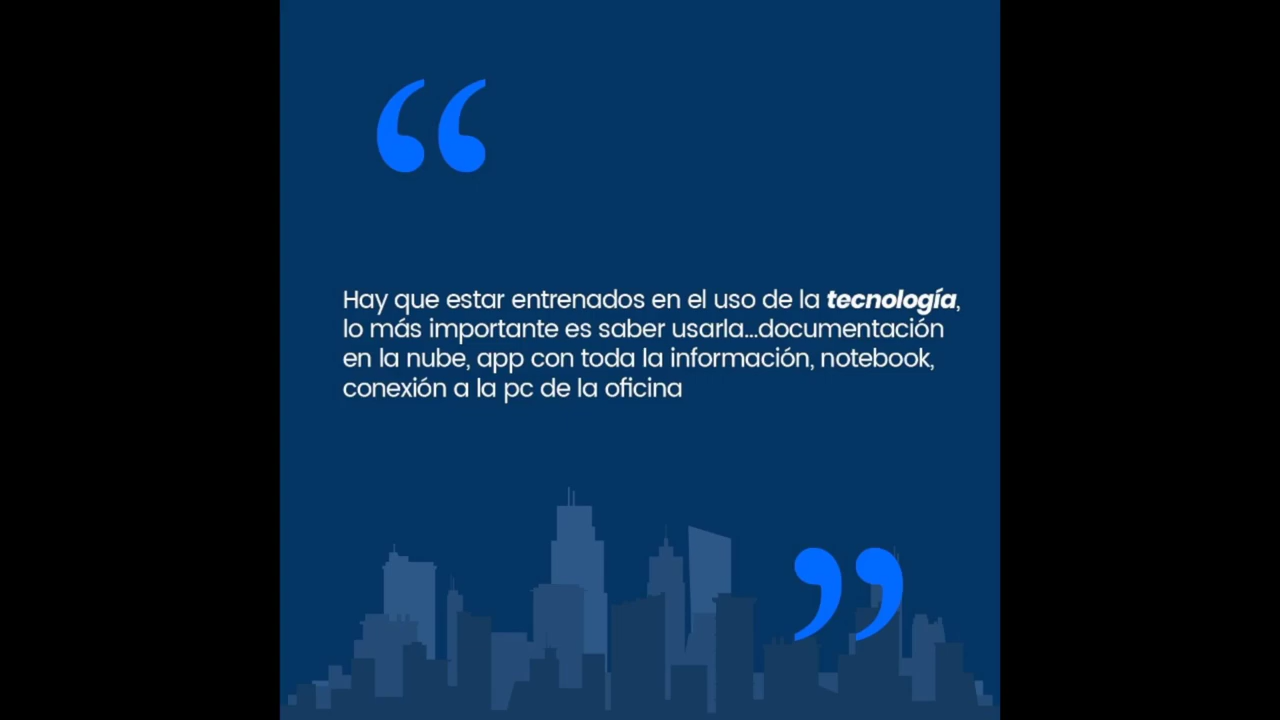 Hay que estar entrenados en el uso de la tecnología,
lo más importante es saber usarla...documentación
en la nube, app con toda la información, notebook,
conexión a la pc de la oficina